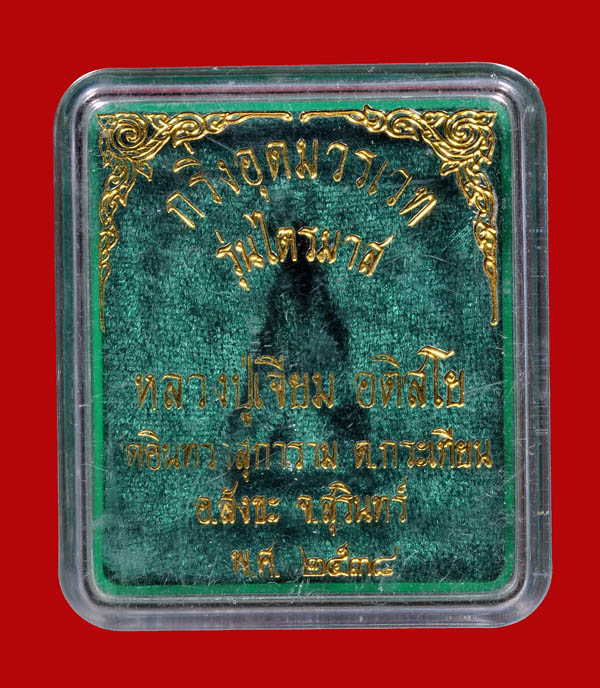 กริ่งอุดมวรเวท
รุ่นไตรมาส
หลวงปู่เจียม อติสโย
อินทราสุการาม ต.กระเทียม
อ.สังขะ จ.สุรินทร์
พ.ศ. ๒๕๓๘